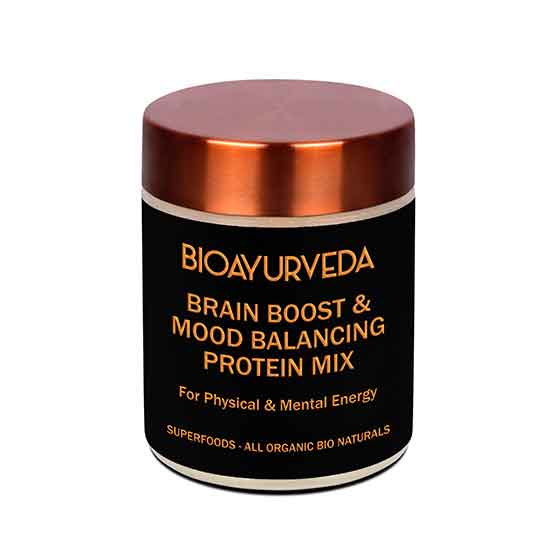 BIOAYURVEDA
BRAIN BOOST &
MOOD BALANCING
PROTEIN MIX
For Physical & Mental Energy
SUPERFOODS - ALL ORGANIC BIO NATURALS